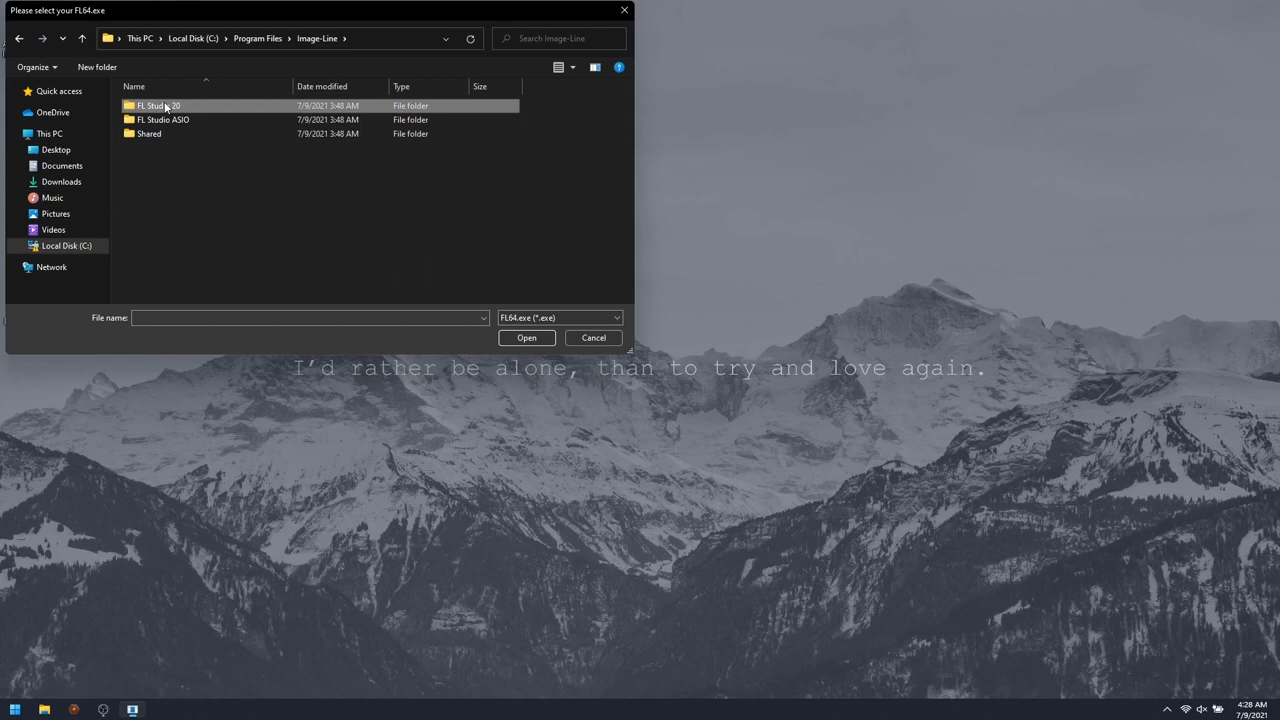 Please select your FL64.exe
This PC > Local Disk (C:) > Program Files > Image-Line >
Search Image-Line
Organize
New folder
Name
Date modified
Type
Size
Quick access
OneDrive
This PC
Desktop
Documents
Downloads
Music
Pictures
Videos
Local Disk (C:)
Network
FL Studio 20 7/9/2021 3:48 AM File folder
FL Studio ASIO 7/9/2021 3:48 AM File folder
Shared 7/9/2021 3:48 AM File folder
File name:
FL64.exe (*.exe)
Open
Cancel
I'd rather be alone, than to try and love again.
4:28 AM
7/9/2021